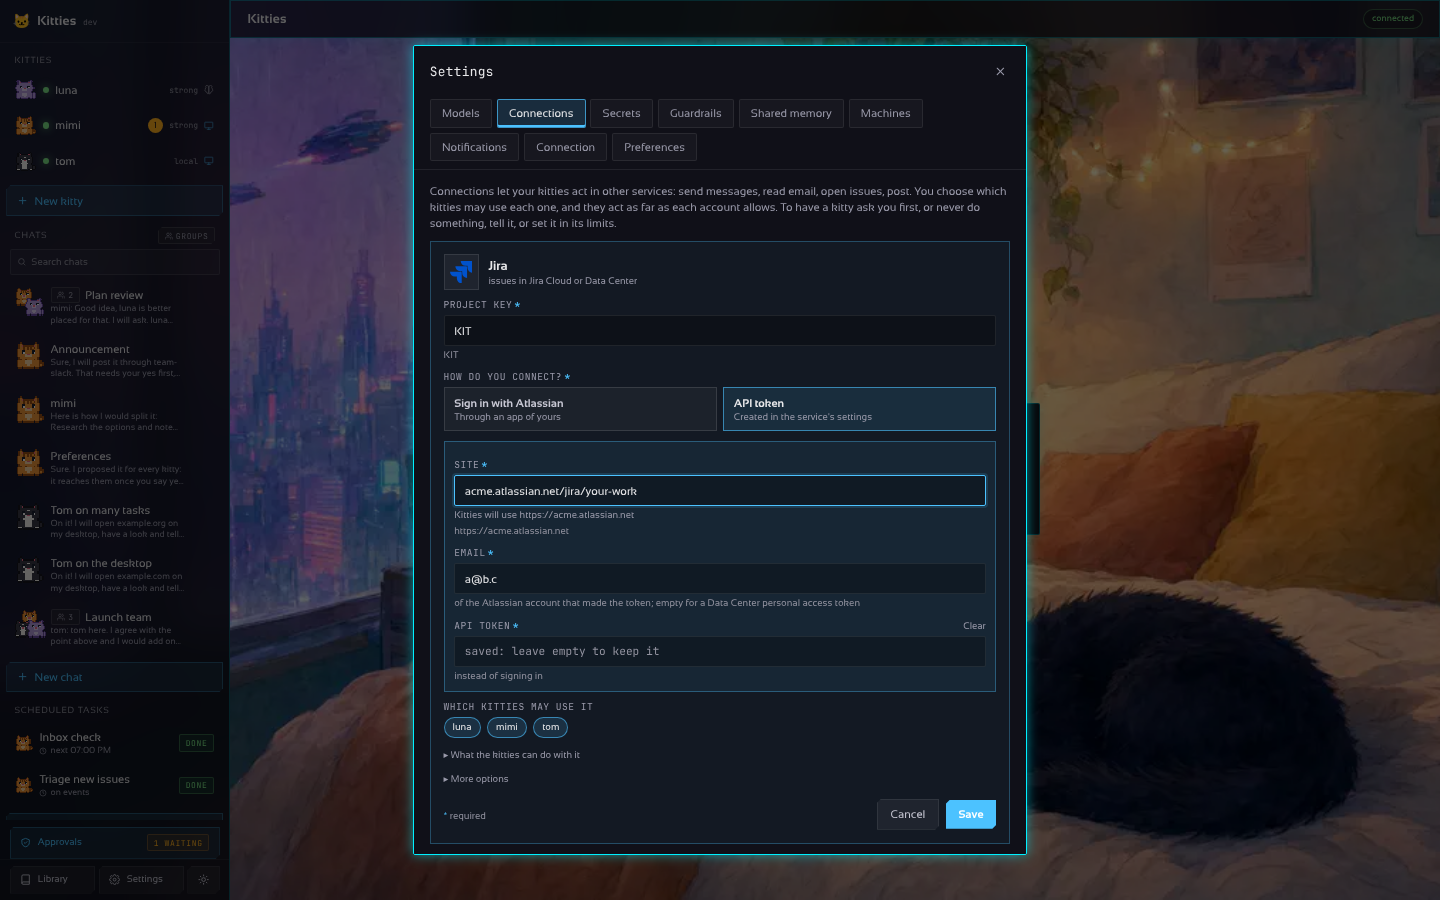 Kitties dev
Kitties
connected
KITTIES
luna strong
mimi ! strong
tom local
+ New kitty
CHATS GROUPS
Search chats
2 Plan review
mimi: Good idea, luna is better
placed for that. I will ask. luna...
Announcement
Sure, I will post it through team-
slack. That needs your yes first,...
mimi
Here is how I would split it:
Research the options and note...
Preferences
Sure. I proposed it for every kitty:
it reaches them once you say ye...
Tom on many tasks
On it! I will open example.org on
my desktop, have a look and tell...
Tom on the desktop
On it! I will open example.com on
my desktop, have a look and tell...
3 Launch team
tom: tom here. I agree with the
point above and I would add on...
+ New chat
SCHEDULED TASKS
Inbox check
next 07:00 PM
DONE
Triage new issues
on events
DONE
Approvals 1 WAITING
Library Settings
Settings
Models Connections Secrets Guardrails Shared memory Machines
Notifications Connection Preferences
Connections let your kitties act in other services: send messages, read email, open issues, post. You choose which
kitties may use each one, and they act as far as each account allows. To have a kitty ask you first, or never do
something, tell it, or set it in its limits.
Jira
issues in Jira Cloud or Data Center
PROJECT KEY *
KIT
KIT
HOW DO YOU CONNECT? *
Sign in with Atlassian
Through an app of yours
API token
Created in the service's settings
SITE *
acme.atlassian.net/jira/your-work
Kitties will use https://acme.atlassian.net
https://acme.atlassian.net
EMAIL *
a@b.c
of the Atlassian account that made the token; empty for a Data Center personal access token
API TOKEN * Clear
saved: leave empty to keep it
instead of signing in
WHICH KITTIES MAY USE IT
luna mimi tom
▸ What the kitties can do with it
▸ More options
* required
Cancel Save